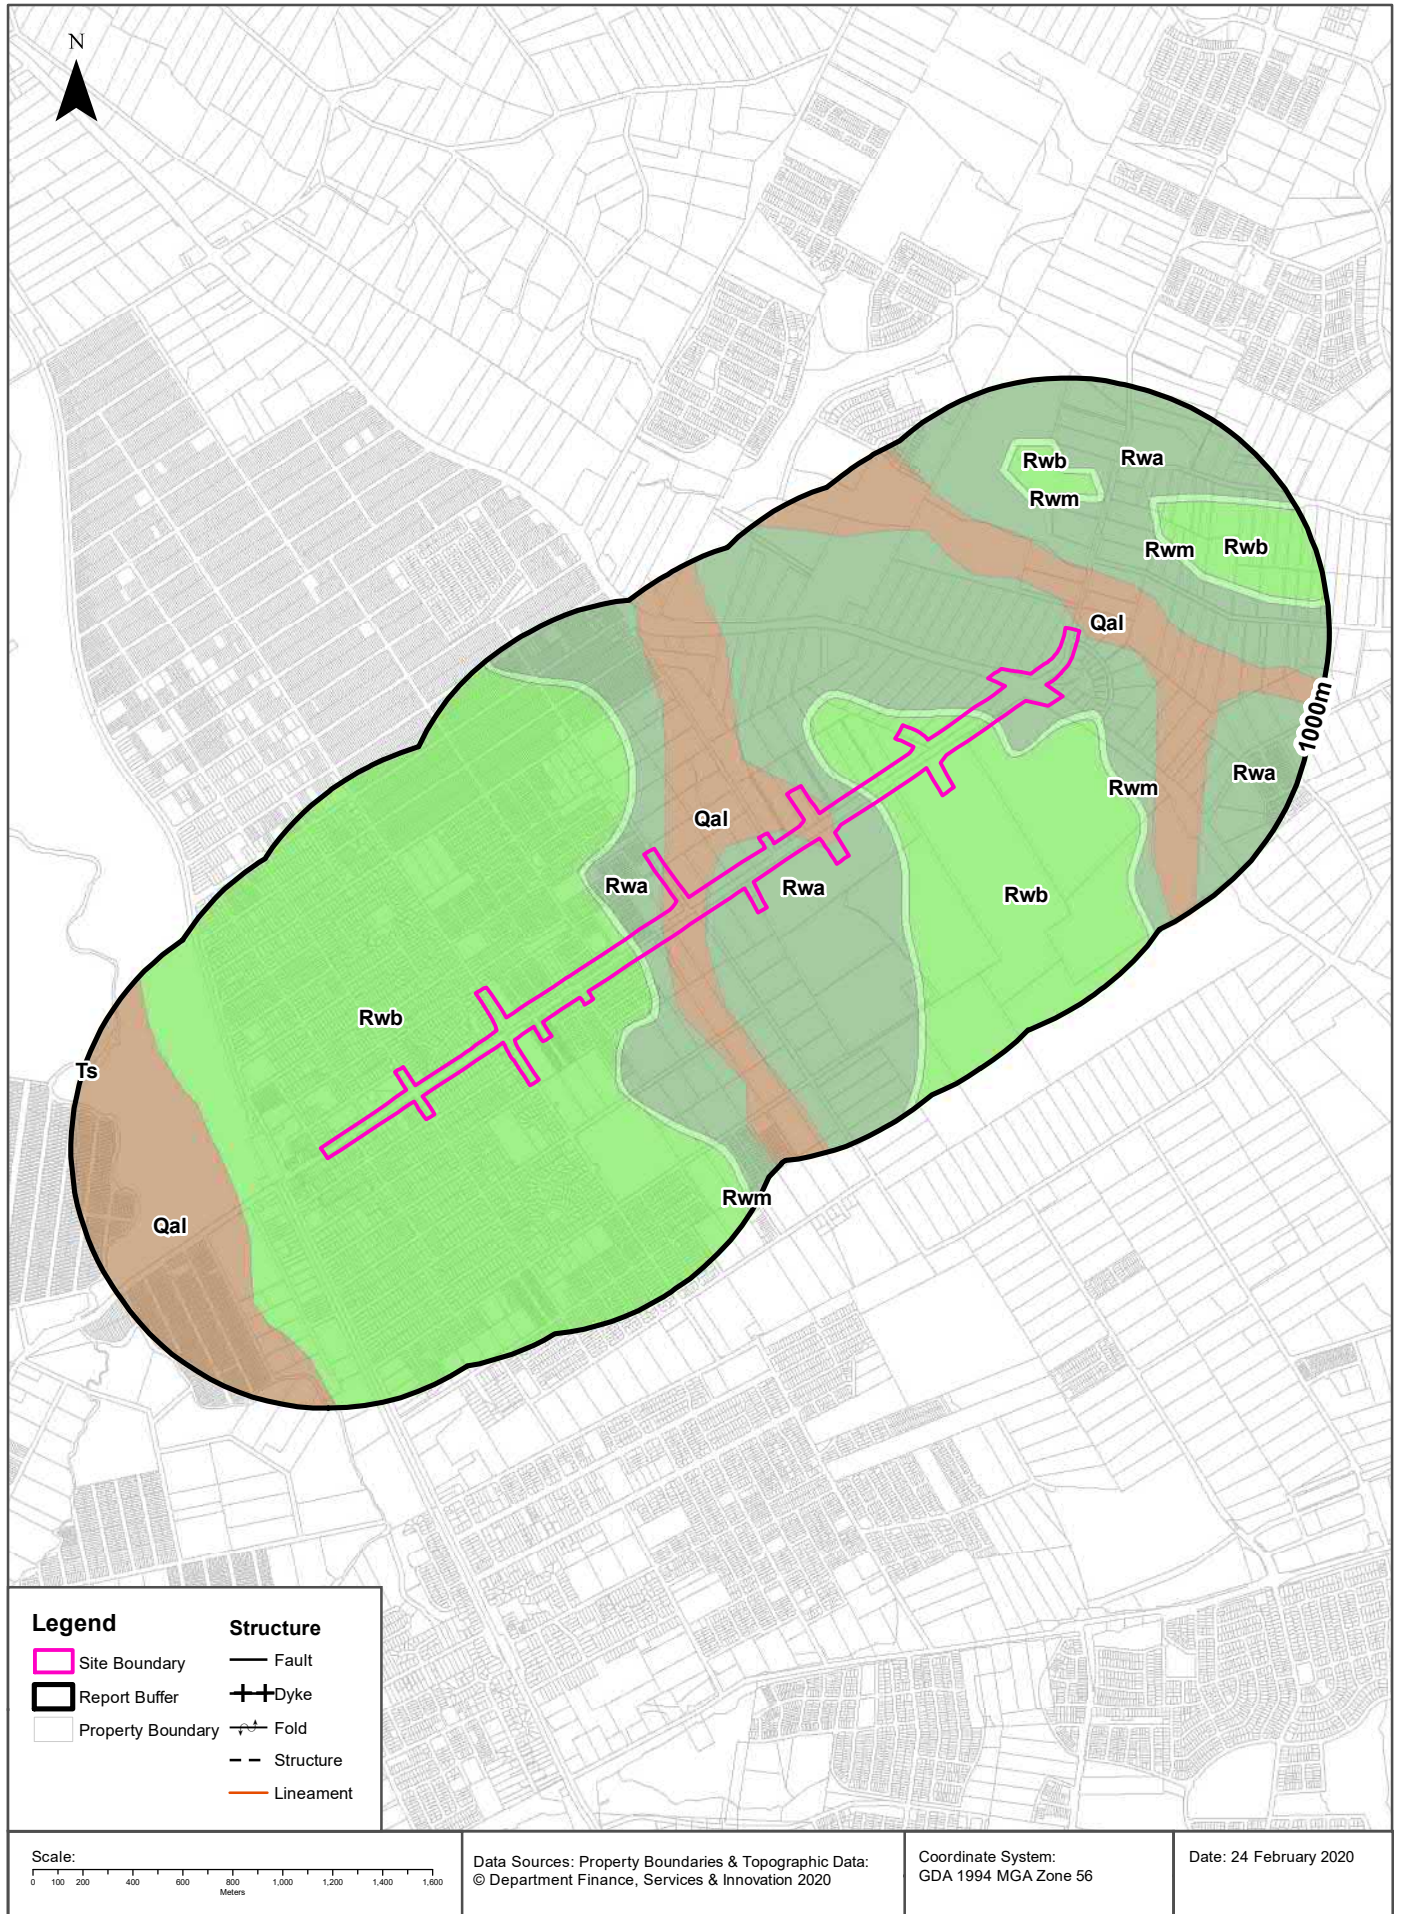 N
Rwb
Rwa
Rwm
Rwm
Rwb
Qal
1000m
Rwa
Rwm
Qal
Rwa
Rwa
Rwb
Rwb
Ts
Rwm
Qal
Legend
Site Boundary
Report Buffer
Property Boundary
Structure
Fault
Dyke
Fold
Structure
Lineament
Scale:
0 100 200 400 600 800 1,000 1,200 1,400 1,600
Meters
Data Sources: Property Boundaries & Topographic Data:
© Department Finance, Services & Innovation 2020
Coordinate System:
GDA 1994 MGA Zone 56
Date: 24 February 2020